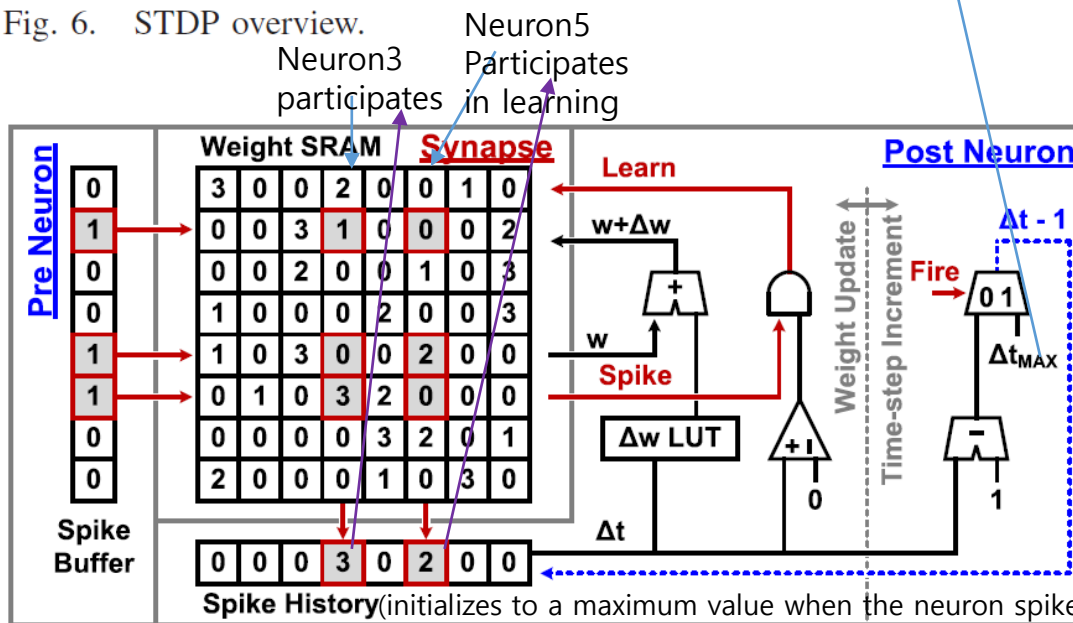 Fig. 6. STDP overview.
Neuron3
participates
Neuron5
Participates
in learning
Pre Neuron
Weight SRAM
Synapse
Post Neuron
0
1
0
0
1
1
0
0
3 0 0 2 0 0 1 0
0 0 3 1 0 0 0 2
0 0 2 0 0 1 0 3
1 0 0 0 2 0 0 3
1 0 3 0 0 2 0 0
0 1 0 3 2 0 0 0
0 0 0 0 3 2 0 1
2 0 0 0 1 0 3 0
Learn
w+Δw
+
w
Spike
Δw LUT
+ -
0
Weight Update
Time-step Increment
Δt - 1
Fire
0 1
Δt MAX
-
1
Δt
Spike
Buffer
0 0 0 3 0 2 0 0
Spike History(initializes to a maximum value when the neuron spike